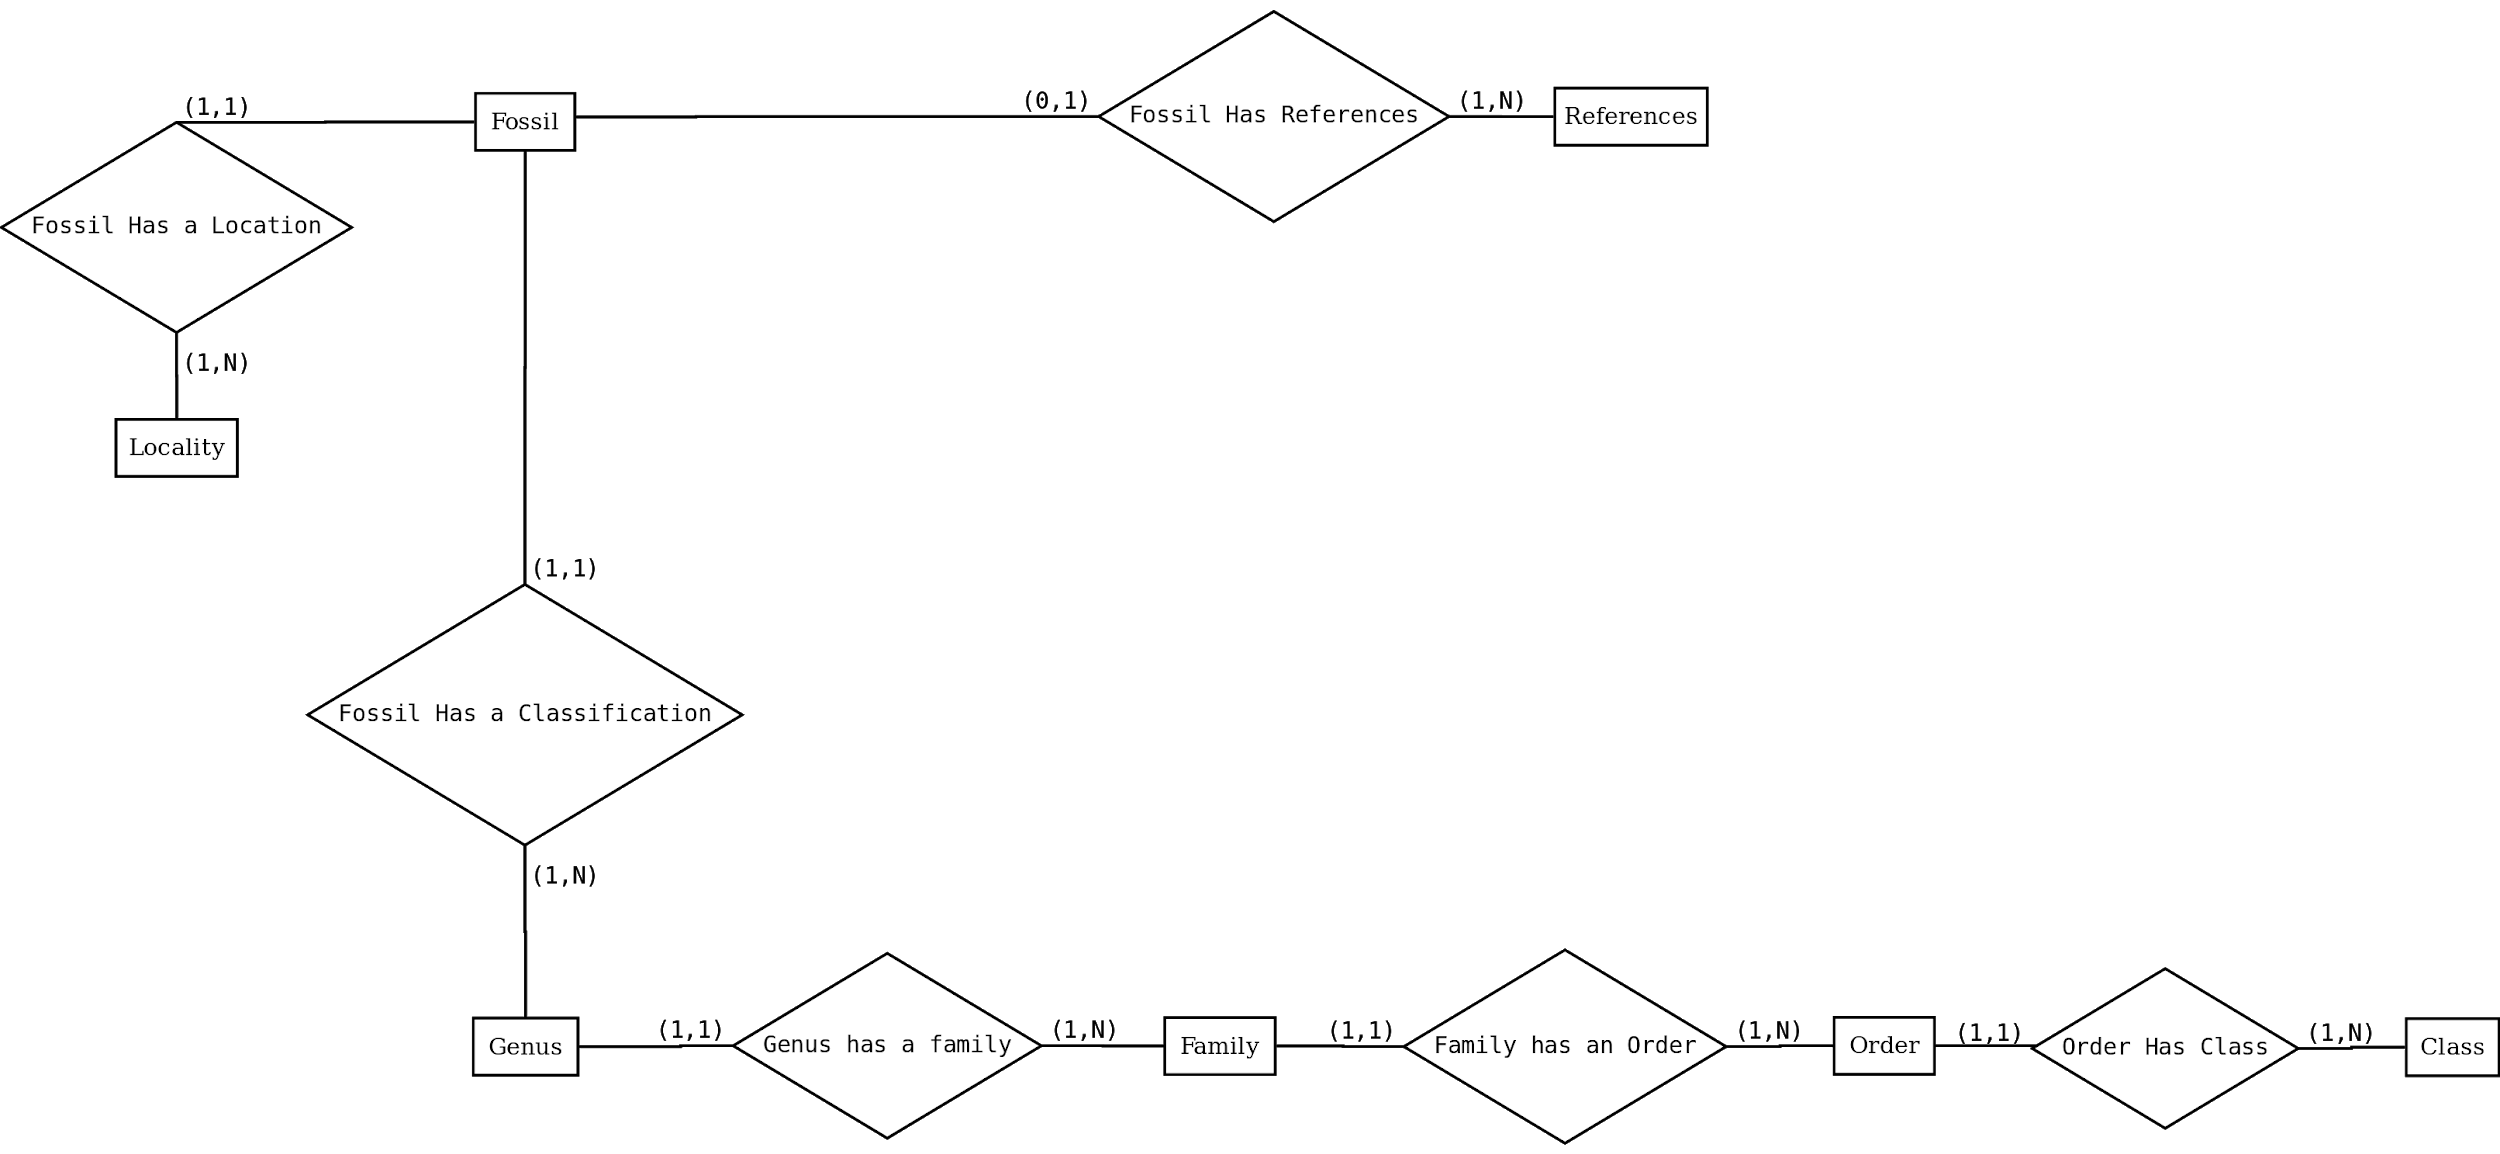 (1,1)
Fossil
(0,1)
Fossil Has References
(1,N)
References
Fossil Has a Location
(1,N)
Locality
(1,1)
Fossil Has a Classification
(1,N)
Genus
(1,1)
Genus has a family
(1,N)
Family
(1,1)
Family has an Order
(1,N)
Order
(1,1)
Order Has Class
(1,N)
Class